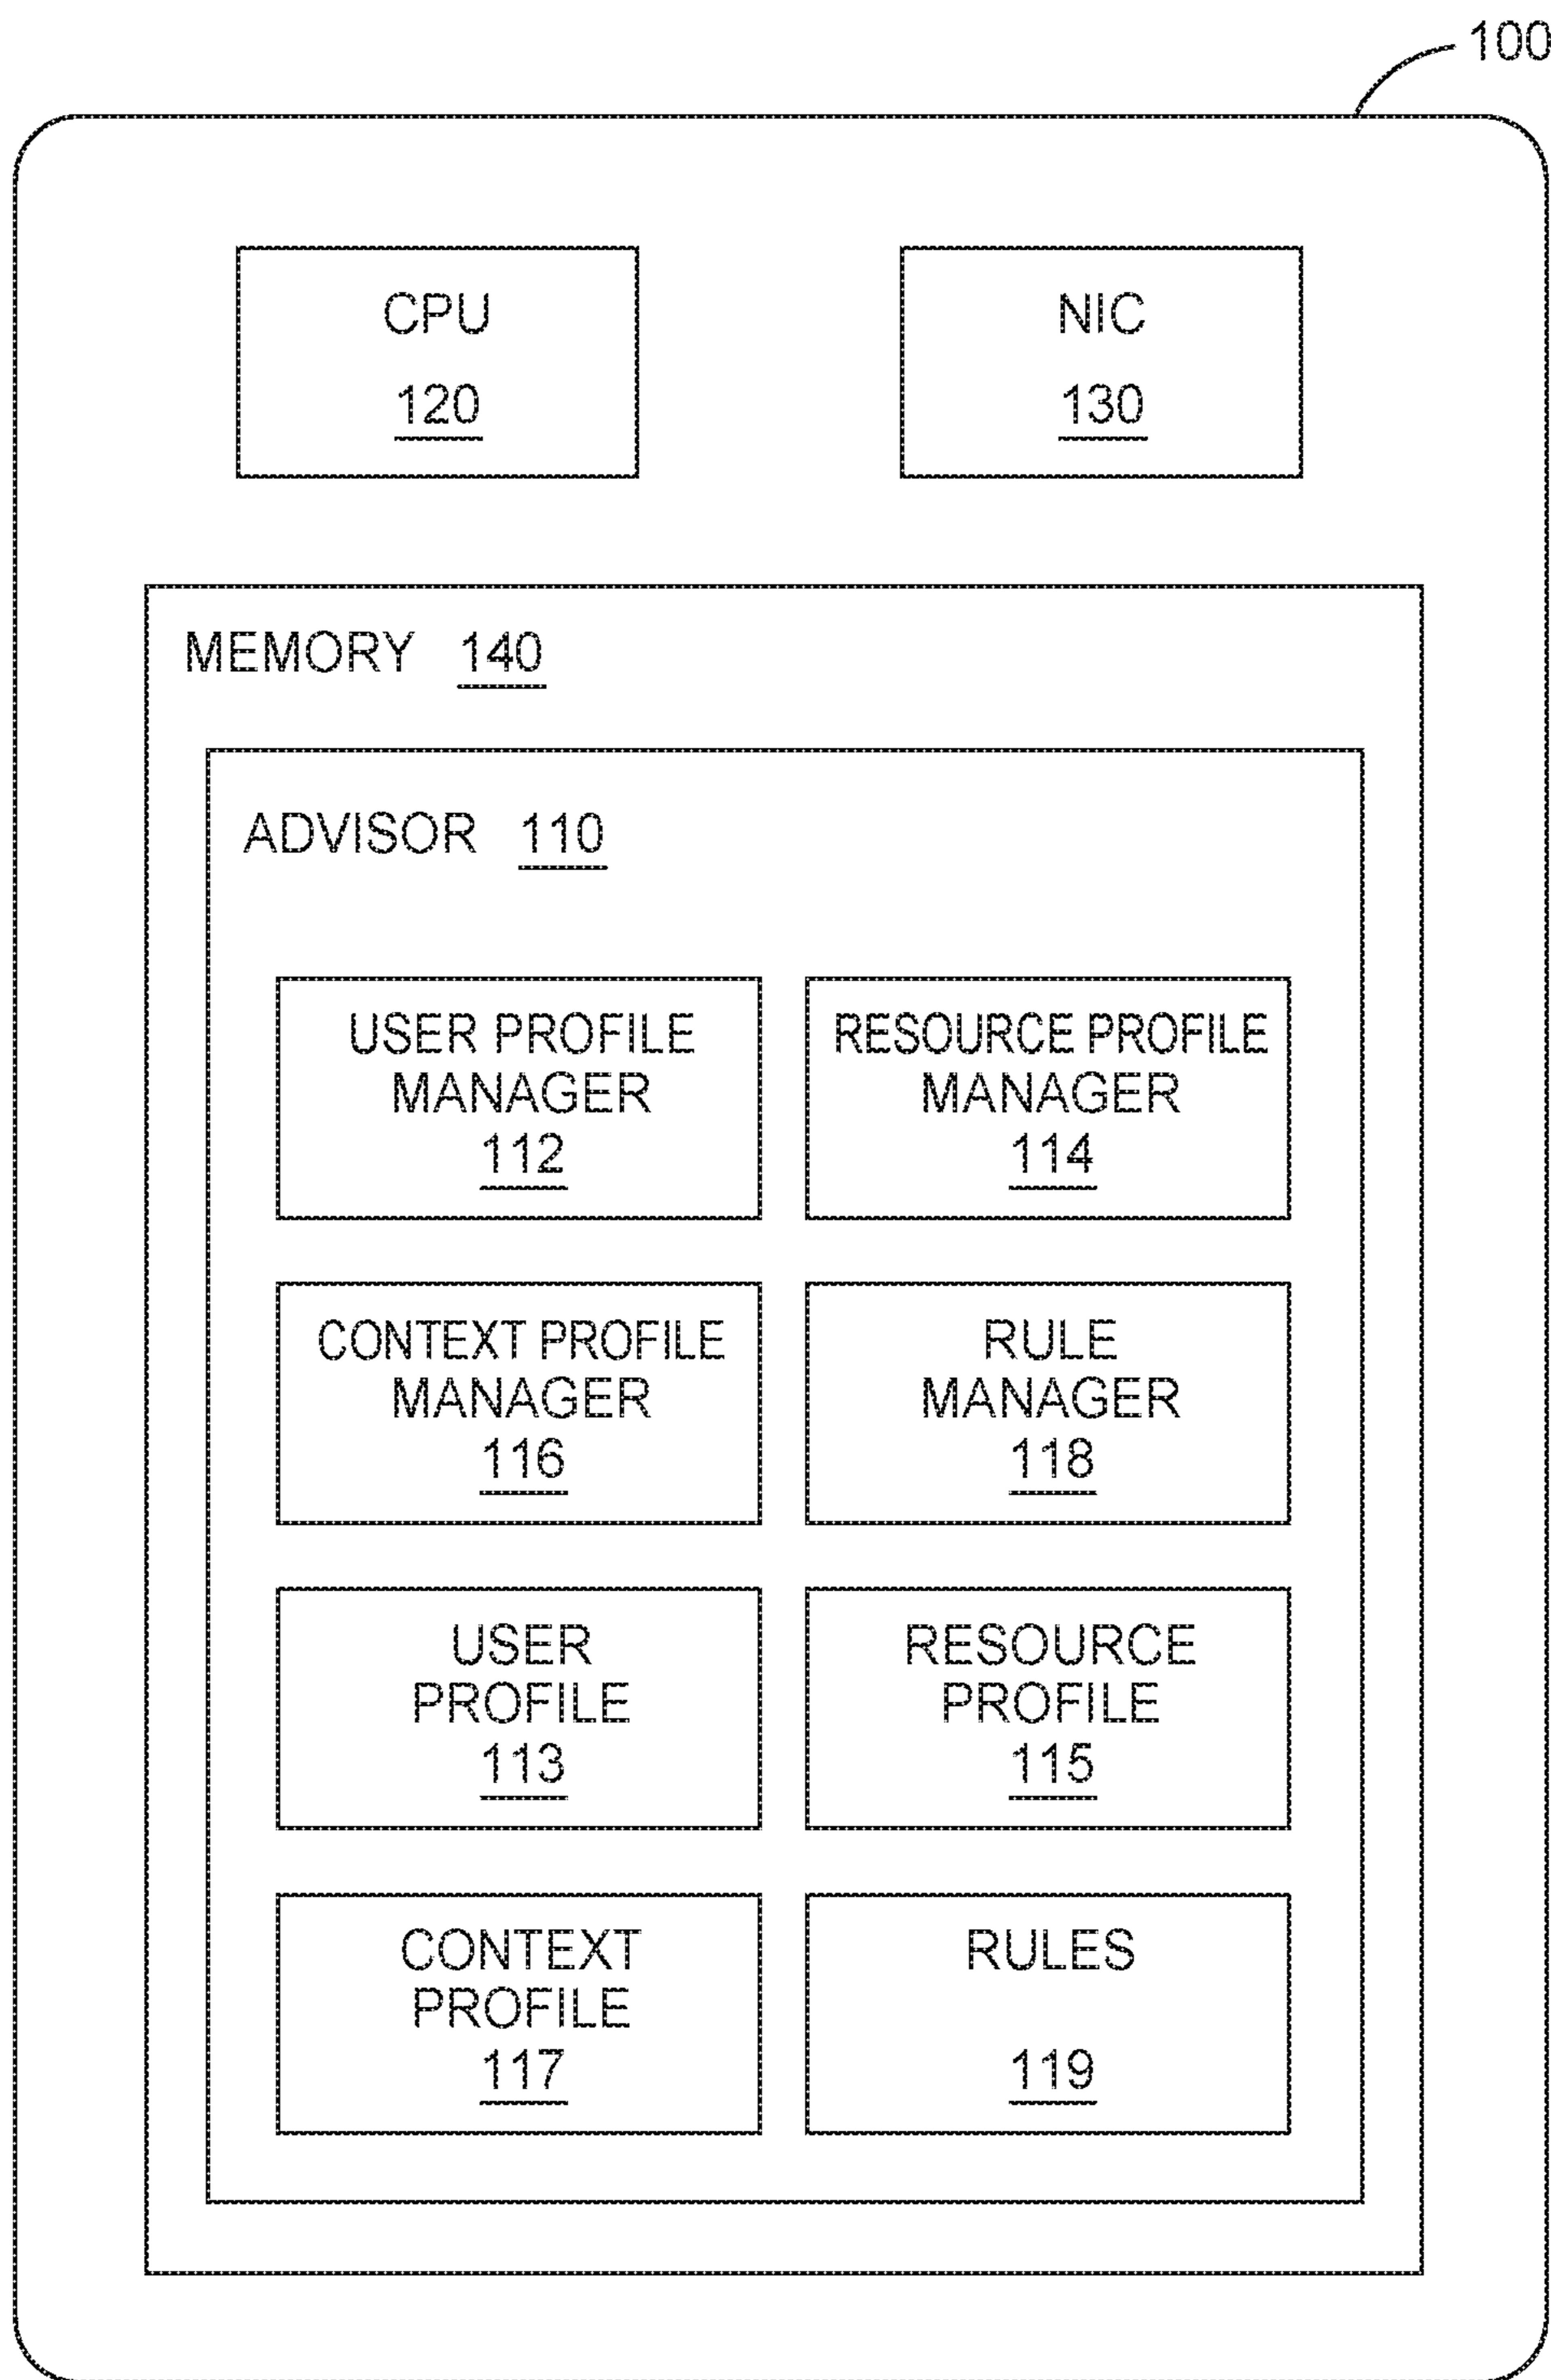 100
CPU
120
NIC
130
MEMORY 140
ADVISOR 110
USER PROFILE
MANAGER
112
RESOURCE PROFILE
MANAGER
114
CONTEXT PROFILE
MANAGER
116
RULE
MANAGER
118
USER
PROFILE
113
RESOURCE
PROFILE
115
CONTEXT
PROFILE
117
RULES
119